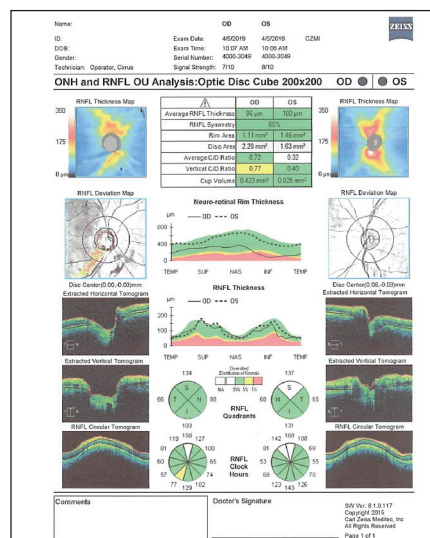 Name:
OD OS
ZEISS
ID: Exam Date: 4/5/2019 4/5/2019 CZMI
DOB: Exam Time: 10:07 AM 10:06 AM
Gender: Serial Number: 4000-3049 4000-3049
Technician: Operator, Cirrus Signal Strength: 7/10 8/10
ONH and RNFL OU Analysis:Optic Disc Cube 200x200 OD OS
RNFL Thickness Map
350
175
0 µm
OD OS
Average RNFL Thickness 96 µm 100 µm
RNFL Symmetry 85%
Rim Area 1.11 mm² 1.46 mm²
Disc Area 2.28 mm² 1.63 mm²
Average C/D Ratio 0.72 0.32
Vertical C/D Ratio 0.77 0.40
Cup Volume 0.423 mm³ 0.025 mm³
RNFL Thickness Map
350
175
0 µm
RNFL Deviation Map
Disc Center(0.00,-0.03)mm
Neuro-retinal Rim Thickness
µm OD OS
800
400
0
TEMP SUP NAS INF TEMP
RNFL Deviation Map
Disc Center(0.09,-0.03)mm
Extracted Horizontal Tomogram
RNFL Thickness
µm OD OS
200
100
0
TEMP SUP NAS INF TEMP
Extracted Horizontal Tomogram
Extracted Vertical Tomogram
Diversified
Distribution of Normals
NA 95% 5% 1%
134
S
T N
I
103
RNFL
Quadrants
137
S
N T
I
131
Extracted Vertical Tomogram
RNFL Circular Tomogram
119 156 127
100
65
74
102
129
77
57
RNFL
Clock
Hours
142 160 108
69
55
70
126
143
123
68
53
RNFL Circular Tomogram
Comments
Doctor's Signature
SW Ver: 8.1.0.117
Copyright 2015
Carl Zeiss Meditec, Inc
All Rights Reserved
Page 1 of 1